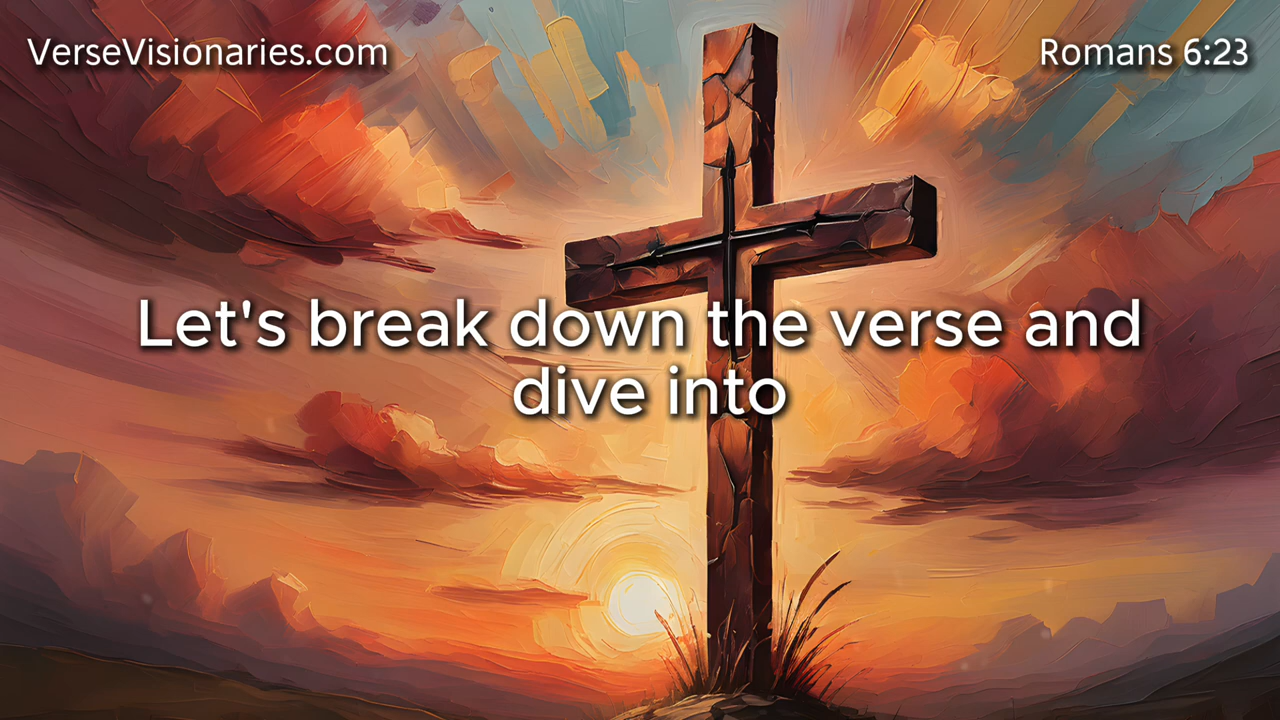 VerseVisionaries.com
Romans 6:23
Let's break down the verse and
dive into